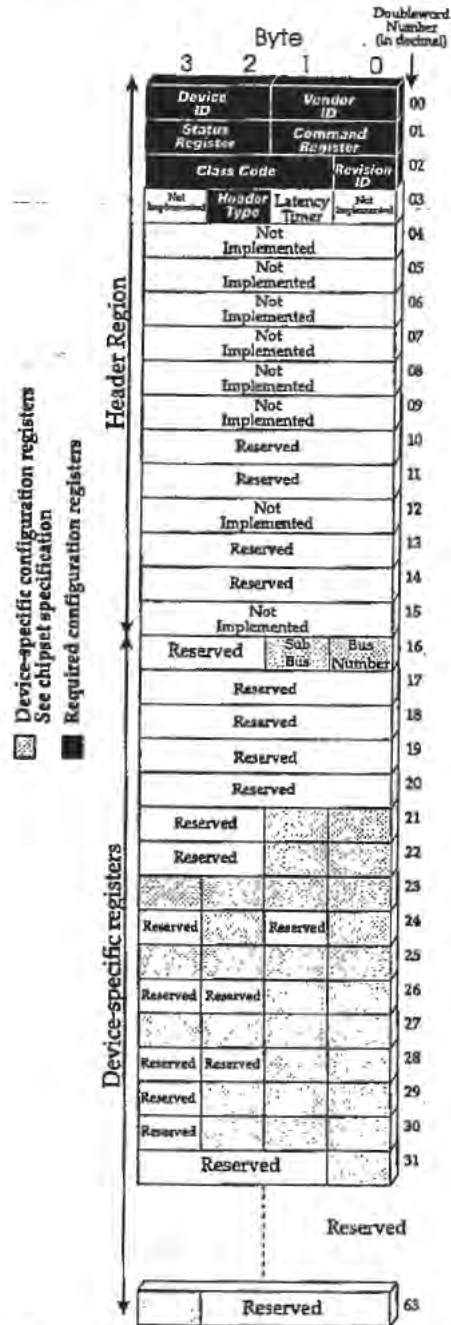 Doubleword
Number
(in decimal)
Byte
3 2 1 0
Device
ID
Vendor
ID
00
Status
Register
Command
Register
01
Class Code
Revision
ID
02
Not
Implemented
Header
Type
Latency
Timer
Not
Implemented
03
Not
Implemented
04
Not
Implemented
05
Not
Implemented
06
Not
Implemented
07
Not
Implemented
08
Not
Implemented
09
Reserved
10
Reserved
11
Not
Implemented
12
Reserved
13
Reserved
14
Not
Implemented
15
Reserved
Sub
Bus
Bus
Number
16
Reserved
17
Reserved
18
Reserved
19
Reserved
20
Reserved
21
Reserved
22
23
Reserved
Reserved
24
25
Reserved
Reserved
26
27
Reserved
Reserved
28
Reserved
29
Reserved
30
Reserved
31
Reserved
Reserved
63
Header Region
Device-specific registers
Device-specific configuration registers
See chipset specification
Required configuration registers